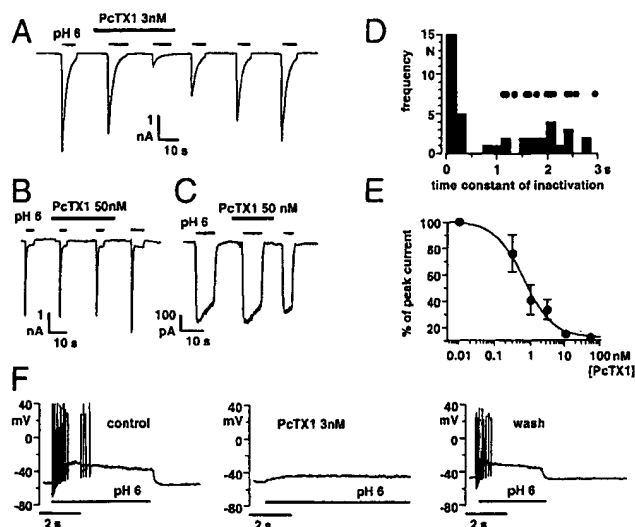 A
pH 6
PcTX1 3nM
1
nA
10 s
B
pH 6
PcTX1 50nM
1
nA
10 s
C
pH 6
PcTX1 50 nM
100
pA
10 s
D
frequency
15
N
10
5
0
0
1
2
3 s
time constant of inactivation
E
% of peak current
100
80
60
40
20
0.01
0.1
1
10
100 nM
[PcTX1]
F
40
mV
0
-40
-80
control
pH 6
2 s
40
mV
0
-40
-80
PcTX1 3nM
pH 6
2 s
40
mV
0
-40
-80
wash
pH 6
2 s